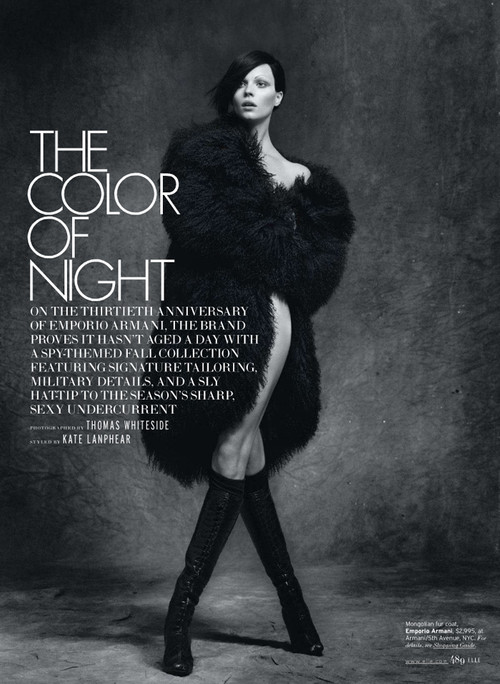 THE
COLOR
OF
NIGHT
ON THE THIRTIETH ANNIVERSARY
OF EMPORIO ARMANI, THE BRAND
PROVES IT HASN'T AGED A DAY WITH
A SPY-THEMED FALL COLLECTION
FEATURING SIGNATURE TAILORING,
MILITARY DETAILS, AND A SLY
HAT-TIP TO THE SEASON'S SHARP,
SEXY UNDERCURRENT
PHOTOGRAPHED BY THOMAS WHITESIDE
STYLED BY KATE LANPHEAR
Mongolian fur coat,
Emporio Armani, $2,995, at
Armani/5th Avenue, NYC. For
details, see Shopping Guide.
www.elle.com 489 ELLE